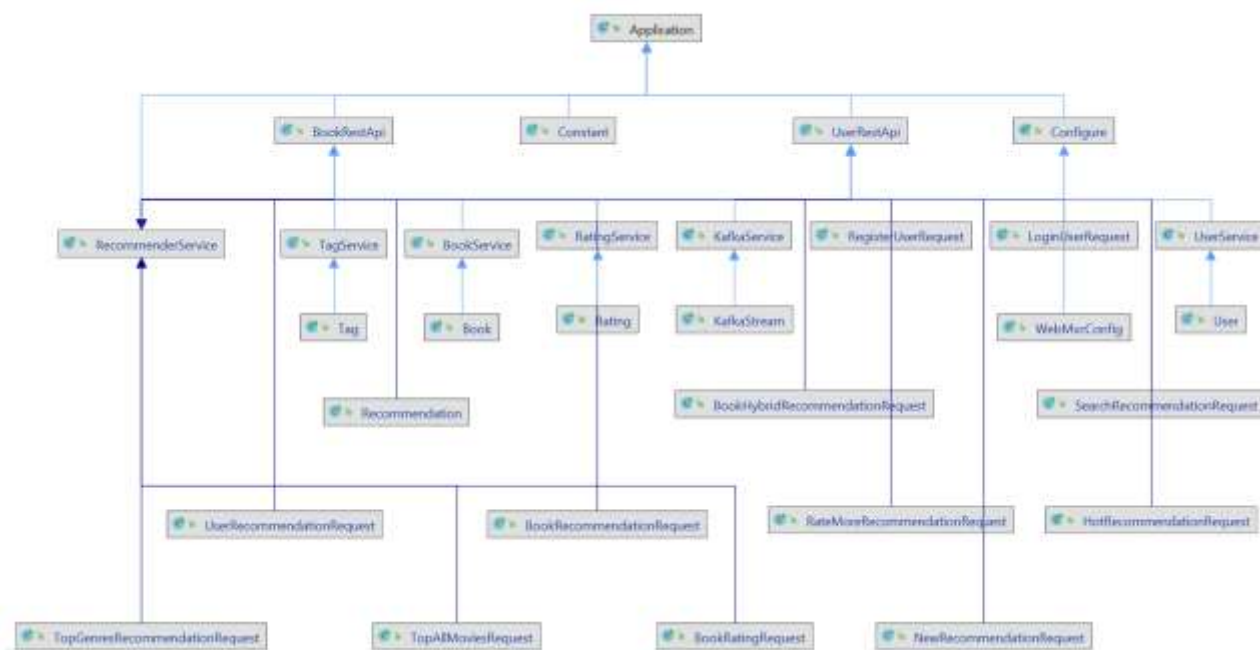 Application
BookRestApi
Constant
UserRestApi
Configure
RecommenderService
TagService
BookService
RatingService
KafkaService
RegisterUserRequest
LoginUserRequest
UserService
Tag
Book
Rating
KafkaStream
WebMvcConfig
User
Recommendation
BookHybridRecommendationRequest
SearchRecommendationRequest
UserRecommendationRequest
BookRecommendationRequest
RateMoreRecommendationRequest
HotRecommendationRequest
TopGenresRecommendationRequest
TopAllMoviesRequest
BookRatingRequest
NewRecommendationRequest